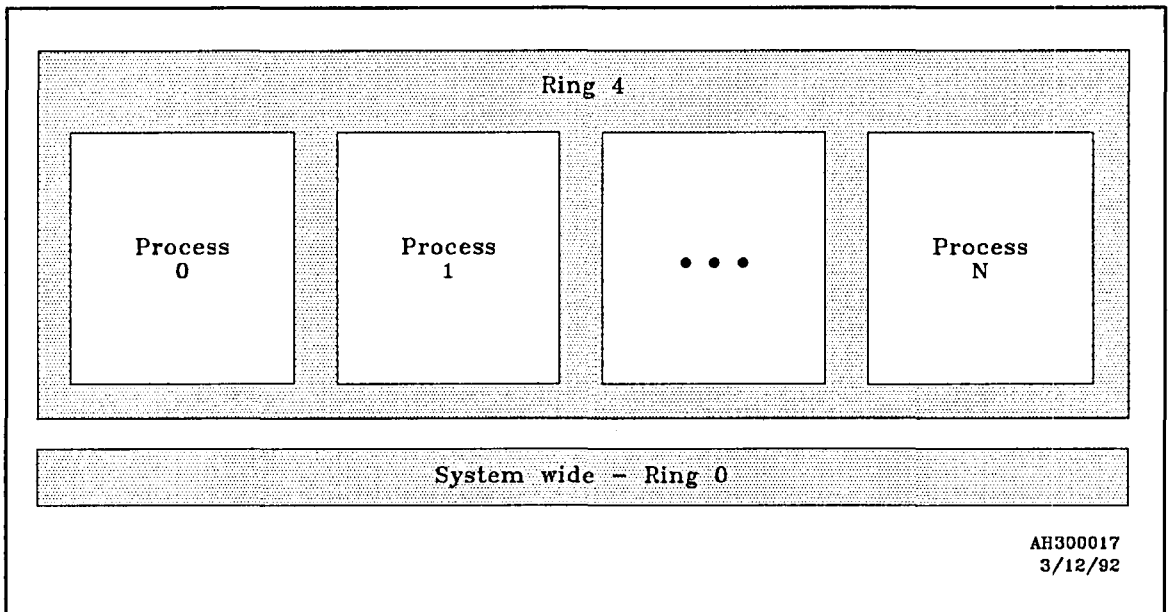 Ring 4
Process
0
Process
1
• • •
Process
N
System wide – Ring 0
AH300017
3/12/92